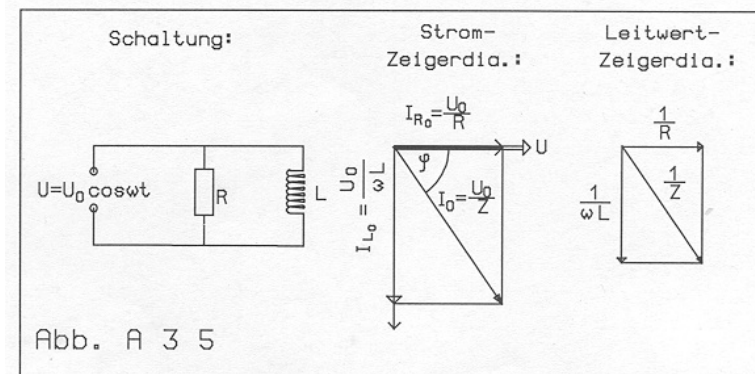 Schaltung:
U=U₀ cosωt
R
L
Strom-
Zeigerdia.:
I_R₀=U₀/R
U
φ
I₀=U₀/Z
I_L₀ = U₀/ωL
Leitwert-
Zeigerdia.:
1/R
1/ωL
1/Z
Abb. A 3 5